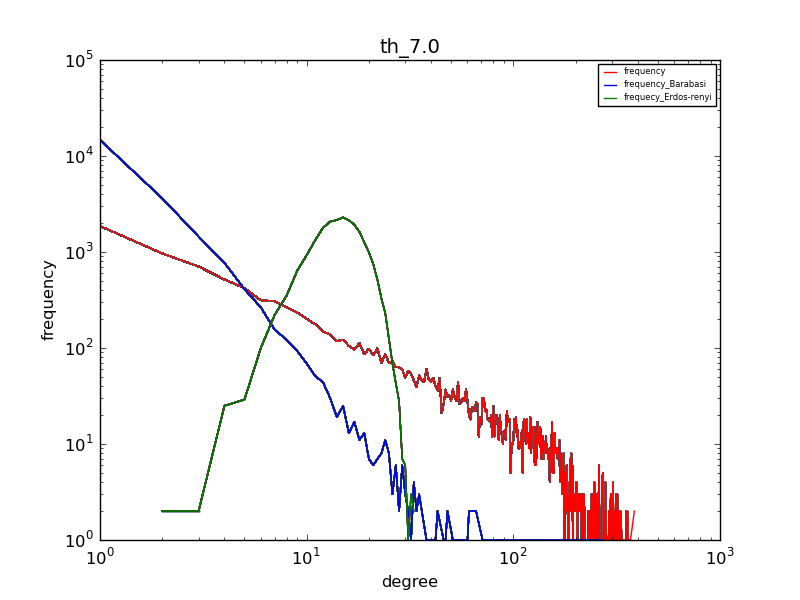 th_7.0
10^5
frequency
frequency_Barabasi
frequecy_Erdos-renyi
10^4
10^3
frequency
10^2
10^1
10^0
10^0 10^1 10^2 10^3
degree